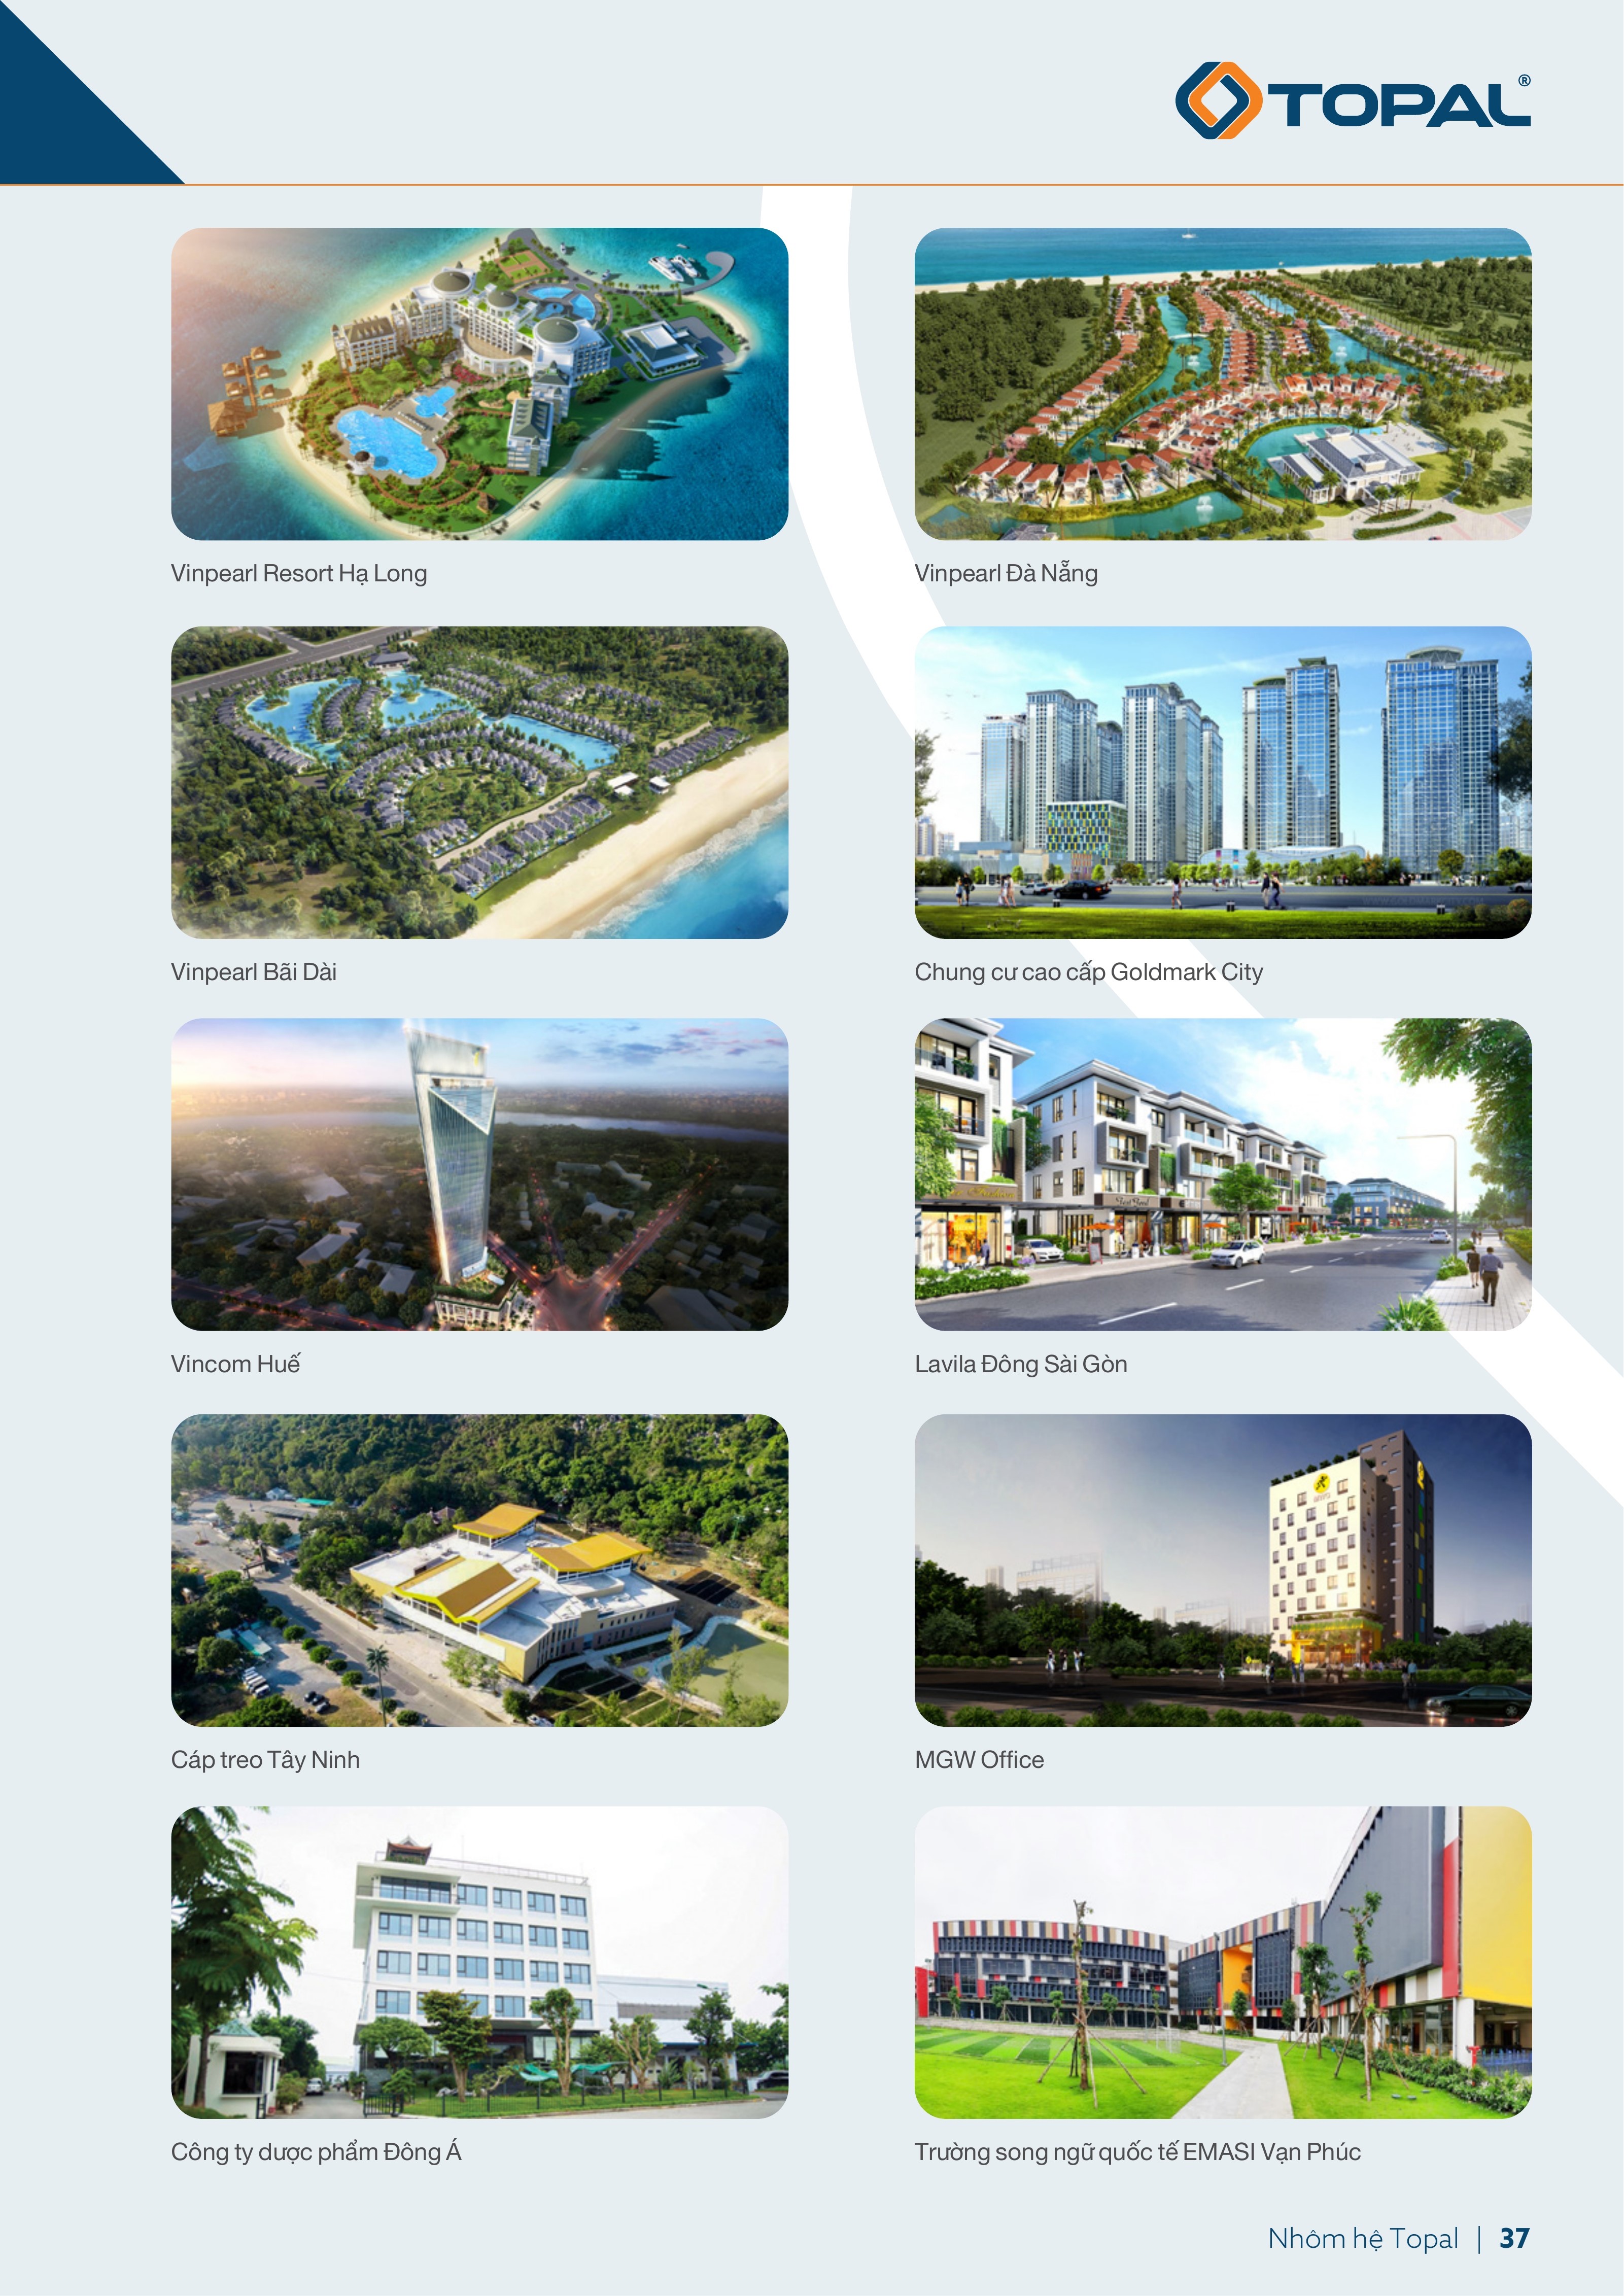 TOPAL®
Vinpearl Resort Hạ Long
Vinpearl Đà Nẵng
Vinpearl Bãi Dài
Chung cư cao cấp Goldmark City
Vincom Huế
Lavila Đông Sài Gòn
Cáp treo Tây Ninh
MGW Office
Công ty dược phẩm Đông Á
Trường song ngữ quốc tế EMASI Vạn Phúc
Nhôm hệ Topal | 37